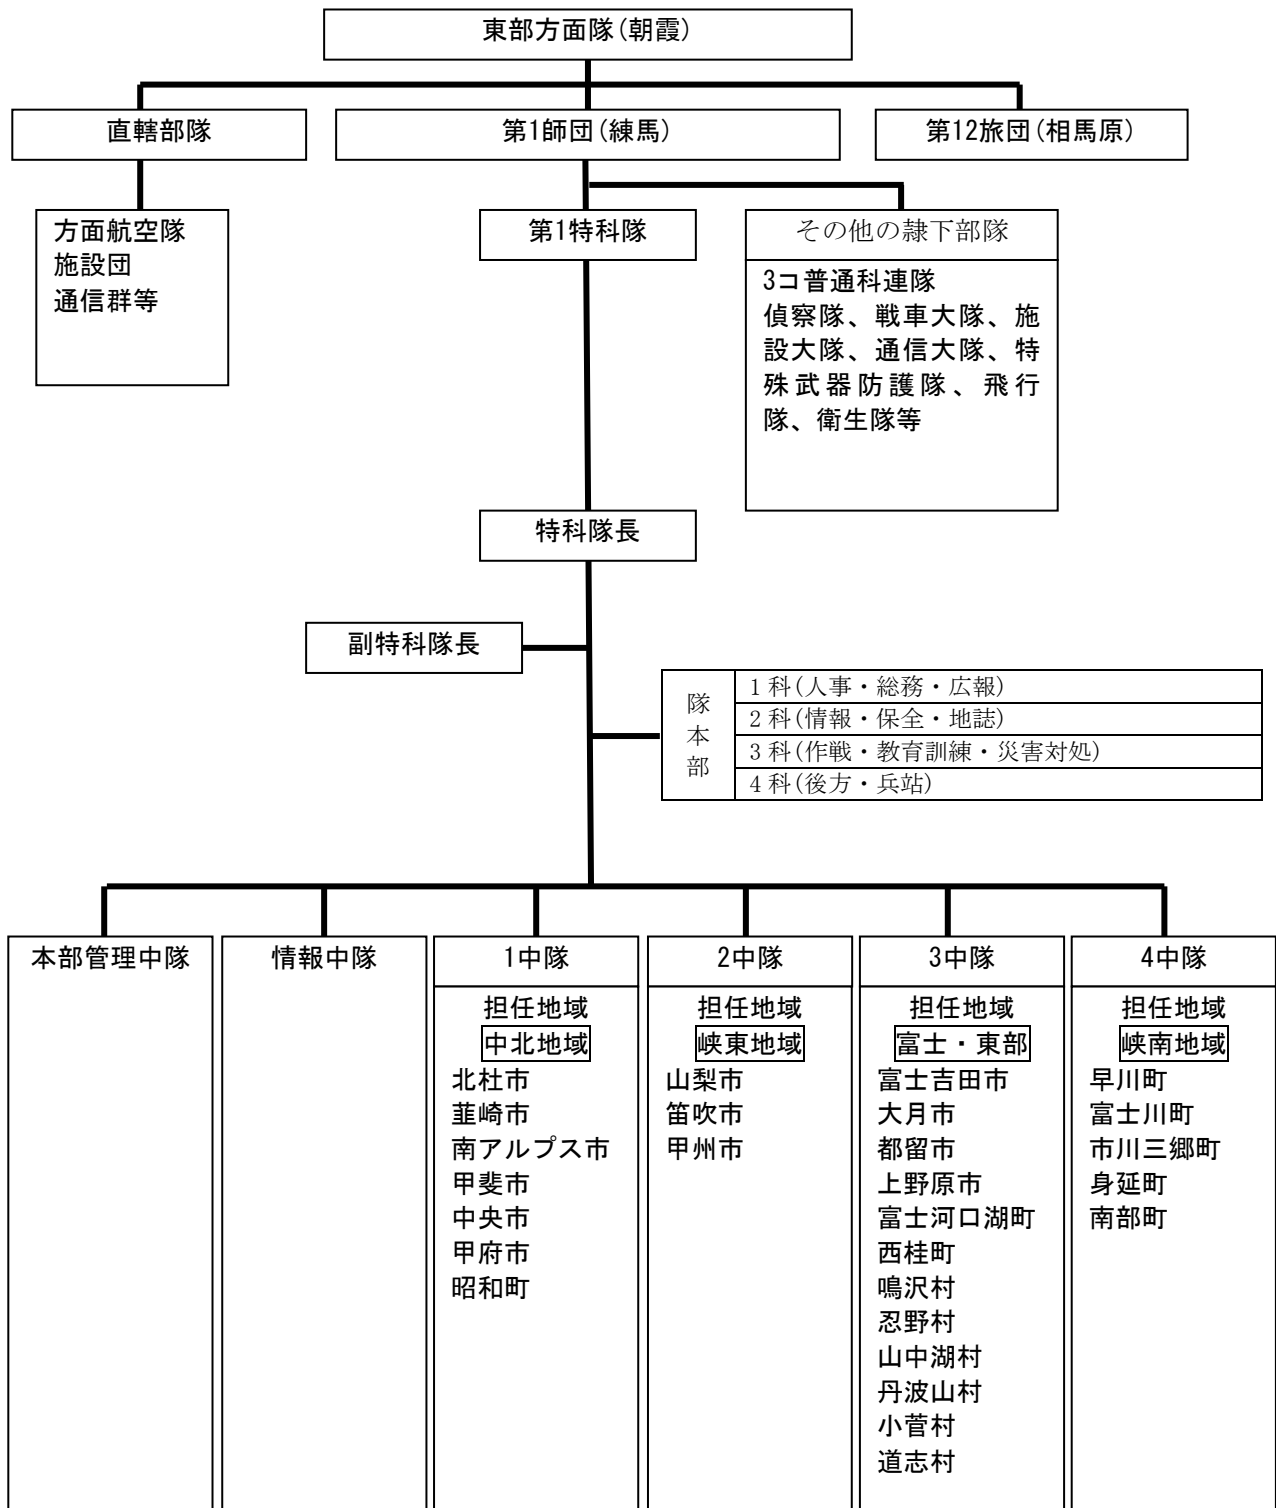 東部方面隊(朝霞)
直轄部隊
第1師団(練馬)
第12旅団(相馬原)
方面航空隊
施設団
通信群等
第1特科隊
その他の隷下部隊
3コ普通科連隊
偵察隊、戦車大隊、施
設大隊、通信大隊、特
殊武器防護隊、飛行
隊、衛生隊等
特科隊長
副特科隊長
隊本部
1科(人事・総務・広報)
2科(情報・保全・地誌)
3科(作戦・教育訓練・災害対処)
4科(後方・兵站)
本部管理中隊
情報中隊
1中隊
担任地域
中北地域
北杜市
韮崎市
南アルプス市
甲斐市
中央市
甲府市
昭和町
2中隊
担任地域
峡東地域
山梨市
笛吹市
甲州市
3中隊
担任地域
富士・東部
富士吉田市
大月市
都留市
上野原市
富士河口湖町
西桂町
鳴沢村
忍野村
山中湖村
丹波山村
小菅村
道志村
4中隊
担任地域
峡南地域
早川町
富士川町
市川三郷町
身延町
南部町